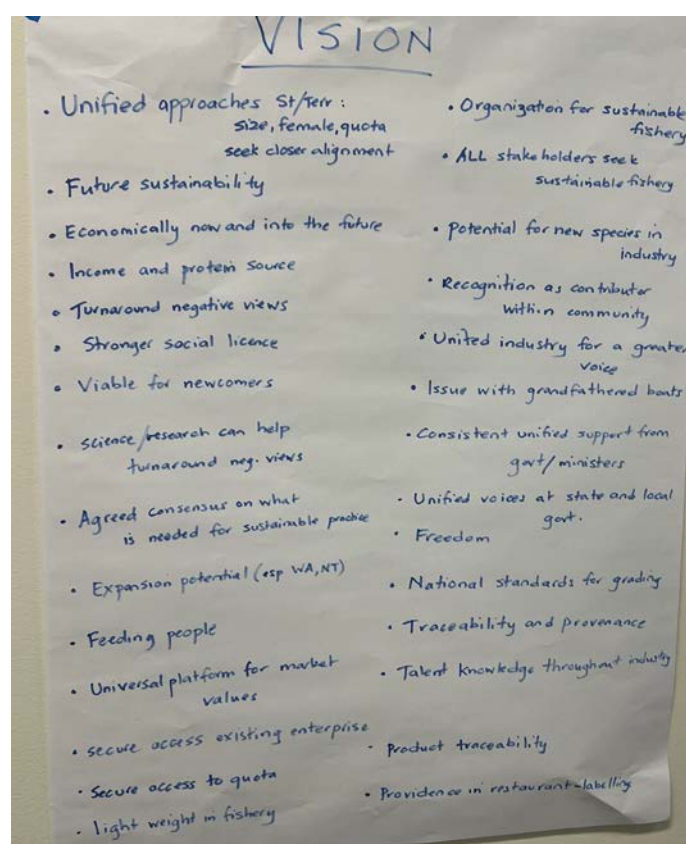 VISION
• Unified approaches St/Terr :
size, female, quota
seek closer alignment
• Future sustainability
• Economically now and into the future
• Income and protein source
• Turnaround negative views
• Stronger social licence
• Viable for newcomers
• science/research can help
turnaround neg. views
• Agreed consensus on what
is needed for sustainable practice
• Expansion potential (esp WA, NT)
• Feeding people
• Universal platform for market
values
• secure access existing enterprise
• Secure access to quota
• light weight in fishery
• Organization for sustainable
fishery
• ALL stakeholders seek
sustainable fishery
• potential for new species in
industry
• Recognition as contributor
within community
• United industry for a greater
voice
• Issue with grandfathered boats
• Consistent unified support from
govt/ministers
• Unified voices at state and local
govt.
• Freedom
• National standards for grading
• Traceability and provenance
• Talent knowledge throughout industry
• Product traceability
• Providence in restaurant-labelling